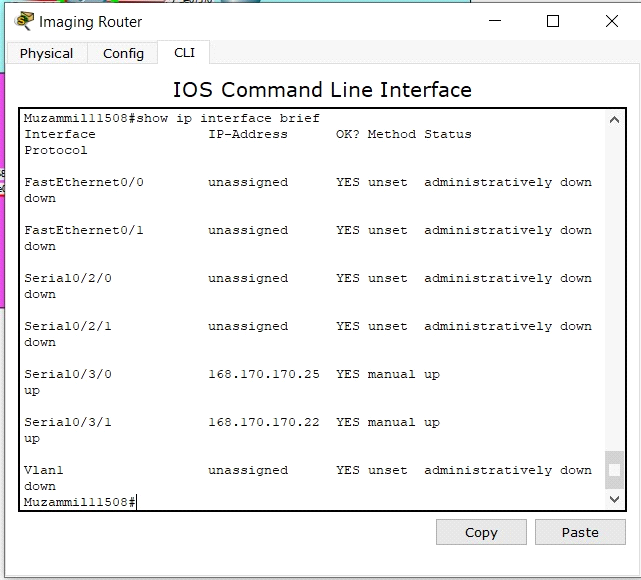 Imaging Router
Physical Config CLI
IOS Command Line Interface
Muzammil11508#show ip interface brief
Interface IP-Address OK? Method Status
Protocol
FastEthernet0/0 unassigned YES unset administratively down
down
FastEthernet0/1 unassigned YES unset administratively down
down
Serial0/2/0 unassigned YES unset administratively down
down
Serial0/2/1 unassigned YES unset administratively down
down
Serial0/3/0 168.170.170.25 YES manual up
up
Serial0/3/1 168.170.170.22 YES manual up
up
Vlan1 unassigned YES unset administratively down
down
Muzammil11508#
Copy Paste